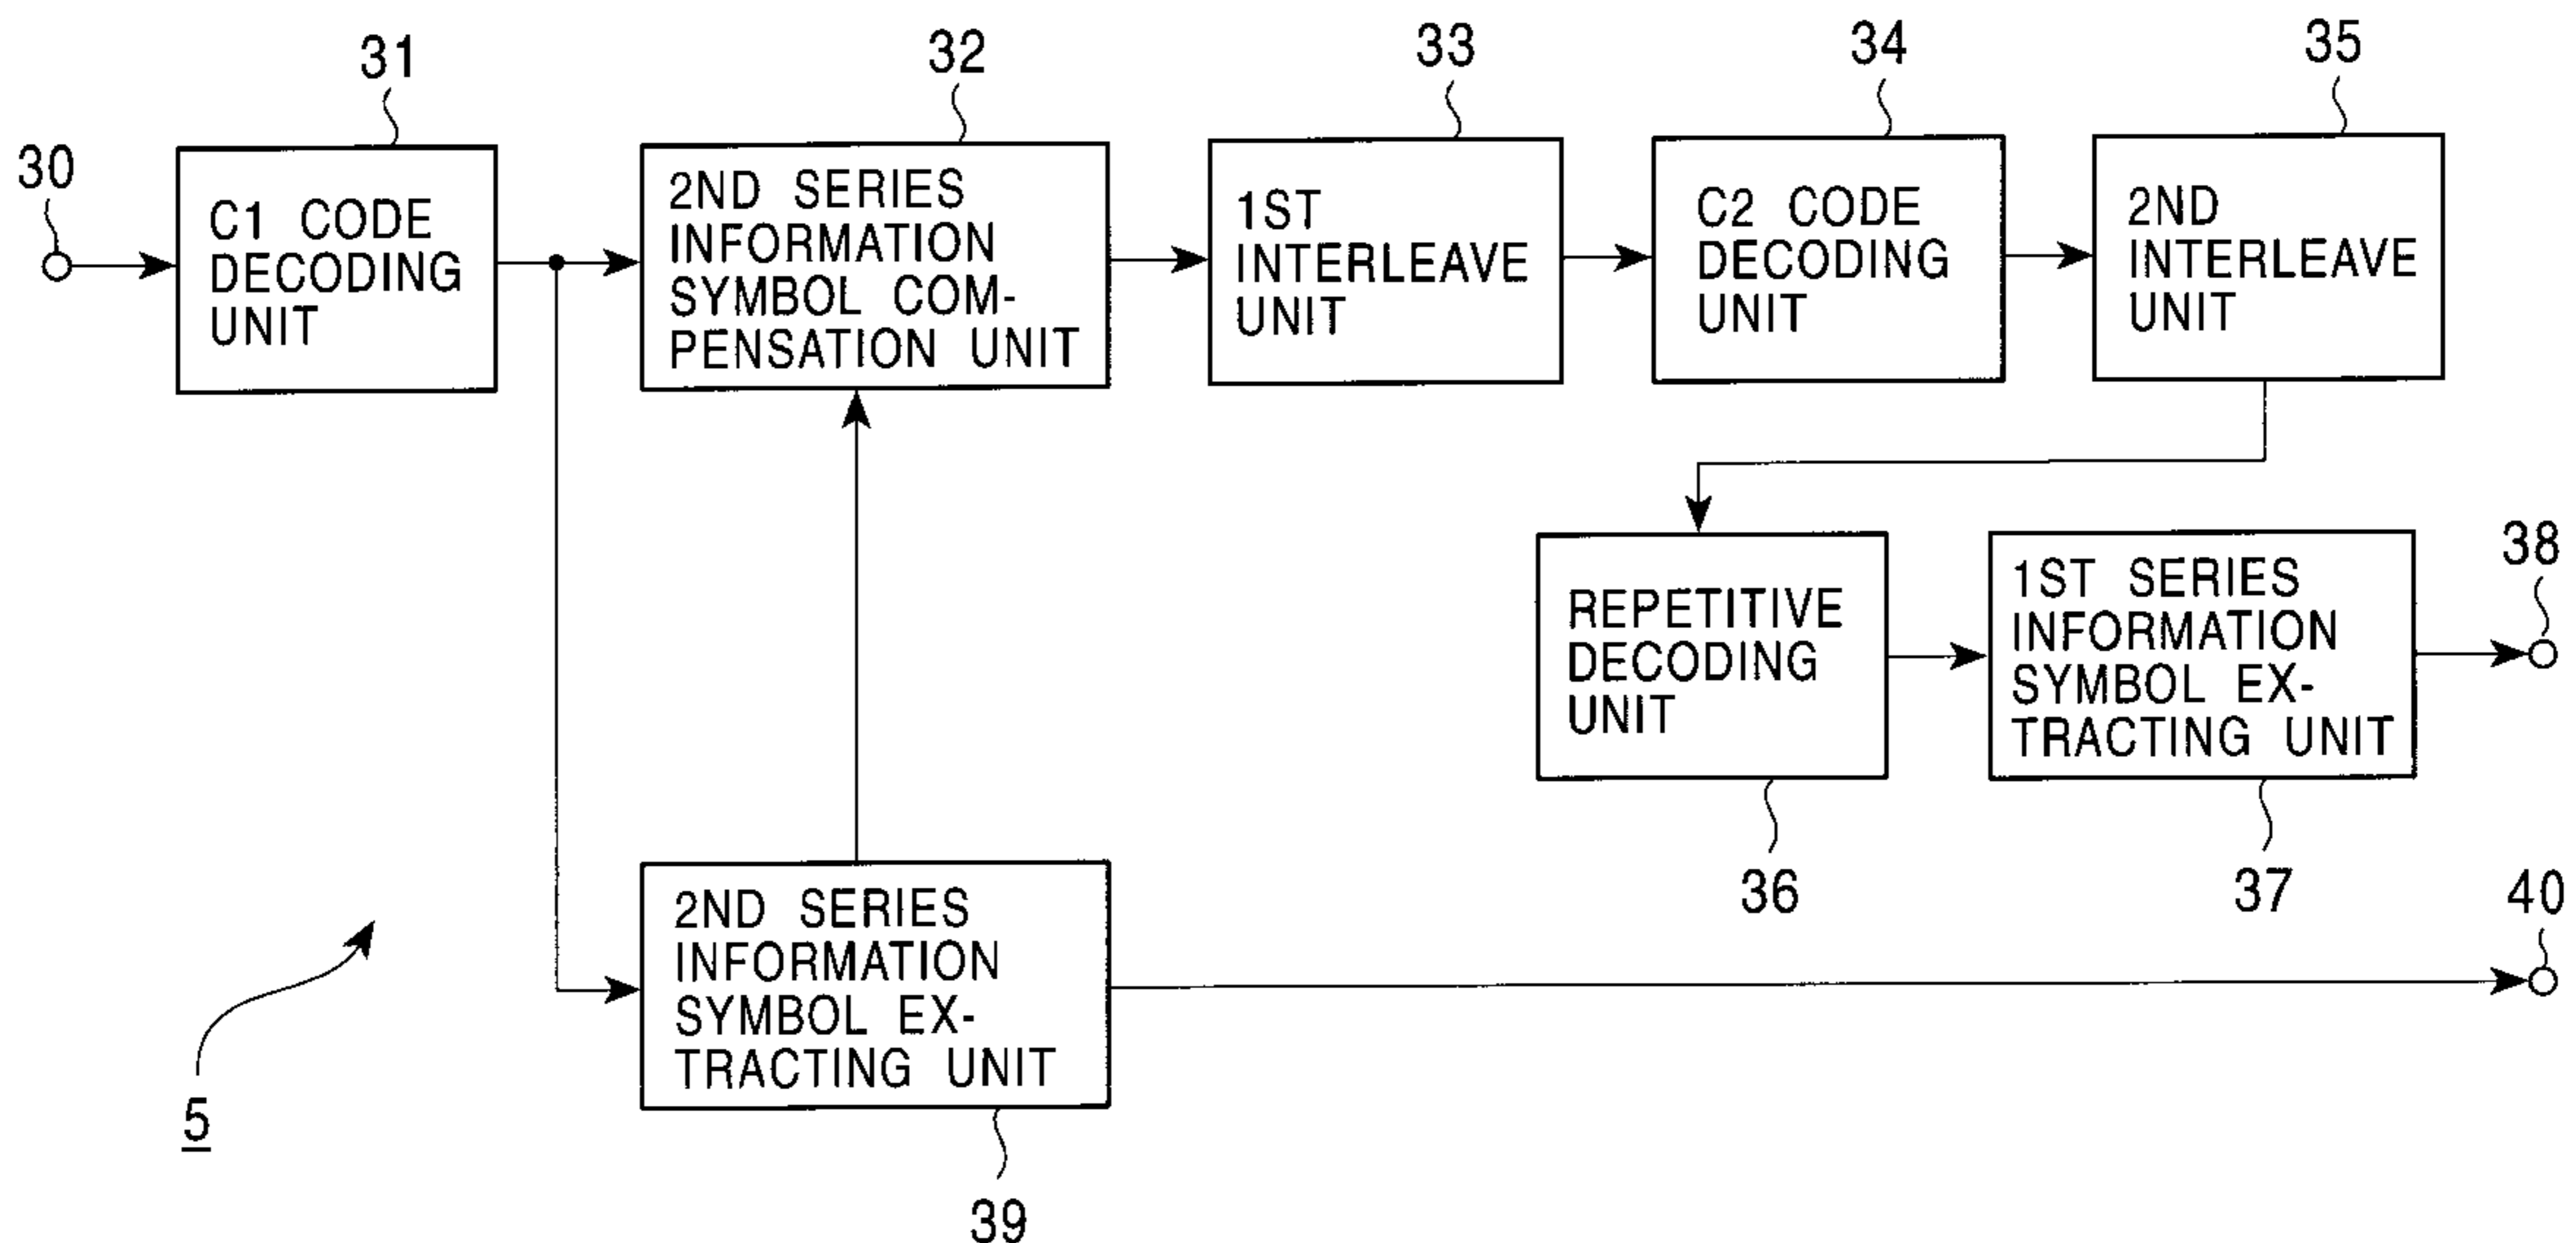 31
32
33
34
35
30
C1 CODE
DECODING
UNIT
2ND SERIES
INFORMATION
SYMBOL COM-
PENSATION UNIT
1ST
INTERLEAVE
UNIT
C2 CODE
DECODING
UNIT
2ND
INTERLEAVE
UNIT
REPETITIVE
DECODING
UNIT
36
1ST SERIES
INFORMATION
SYMBOL EX-
TRACTING UNIT
37
38
2ND SERIES
INFORMATION
SYMBOL EX-
TRACTING UNIT
39
40
5